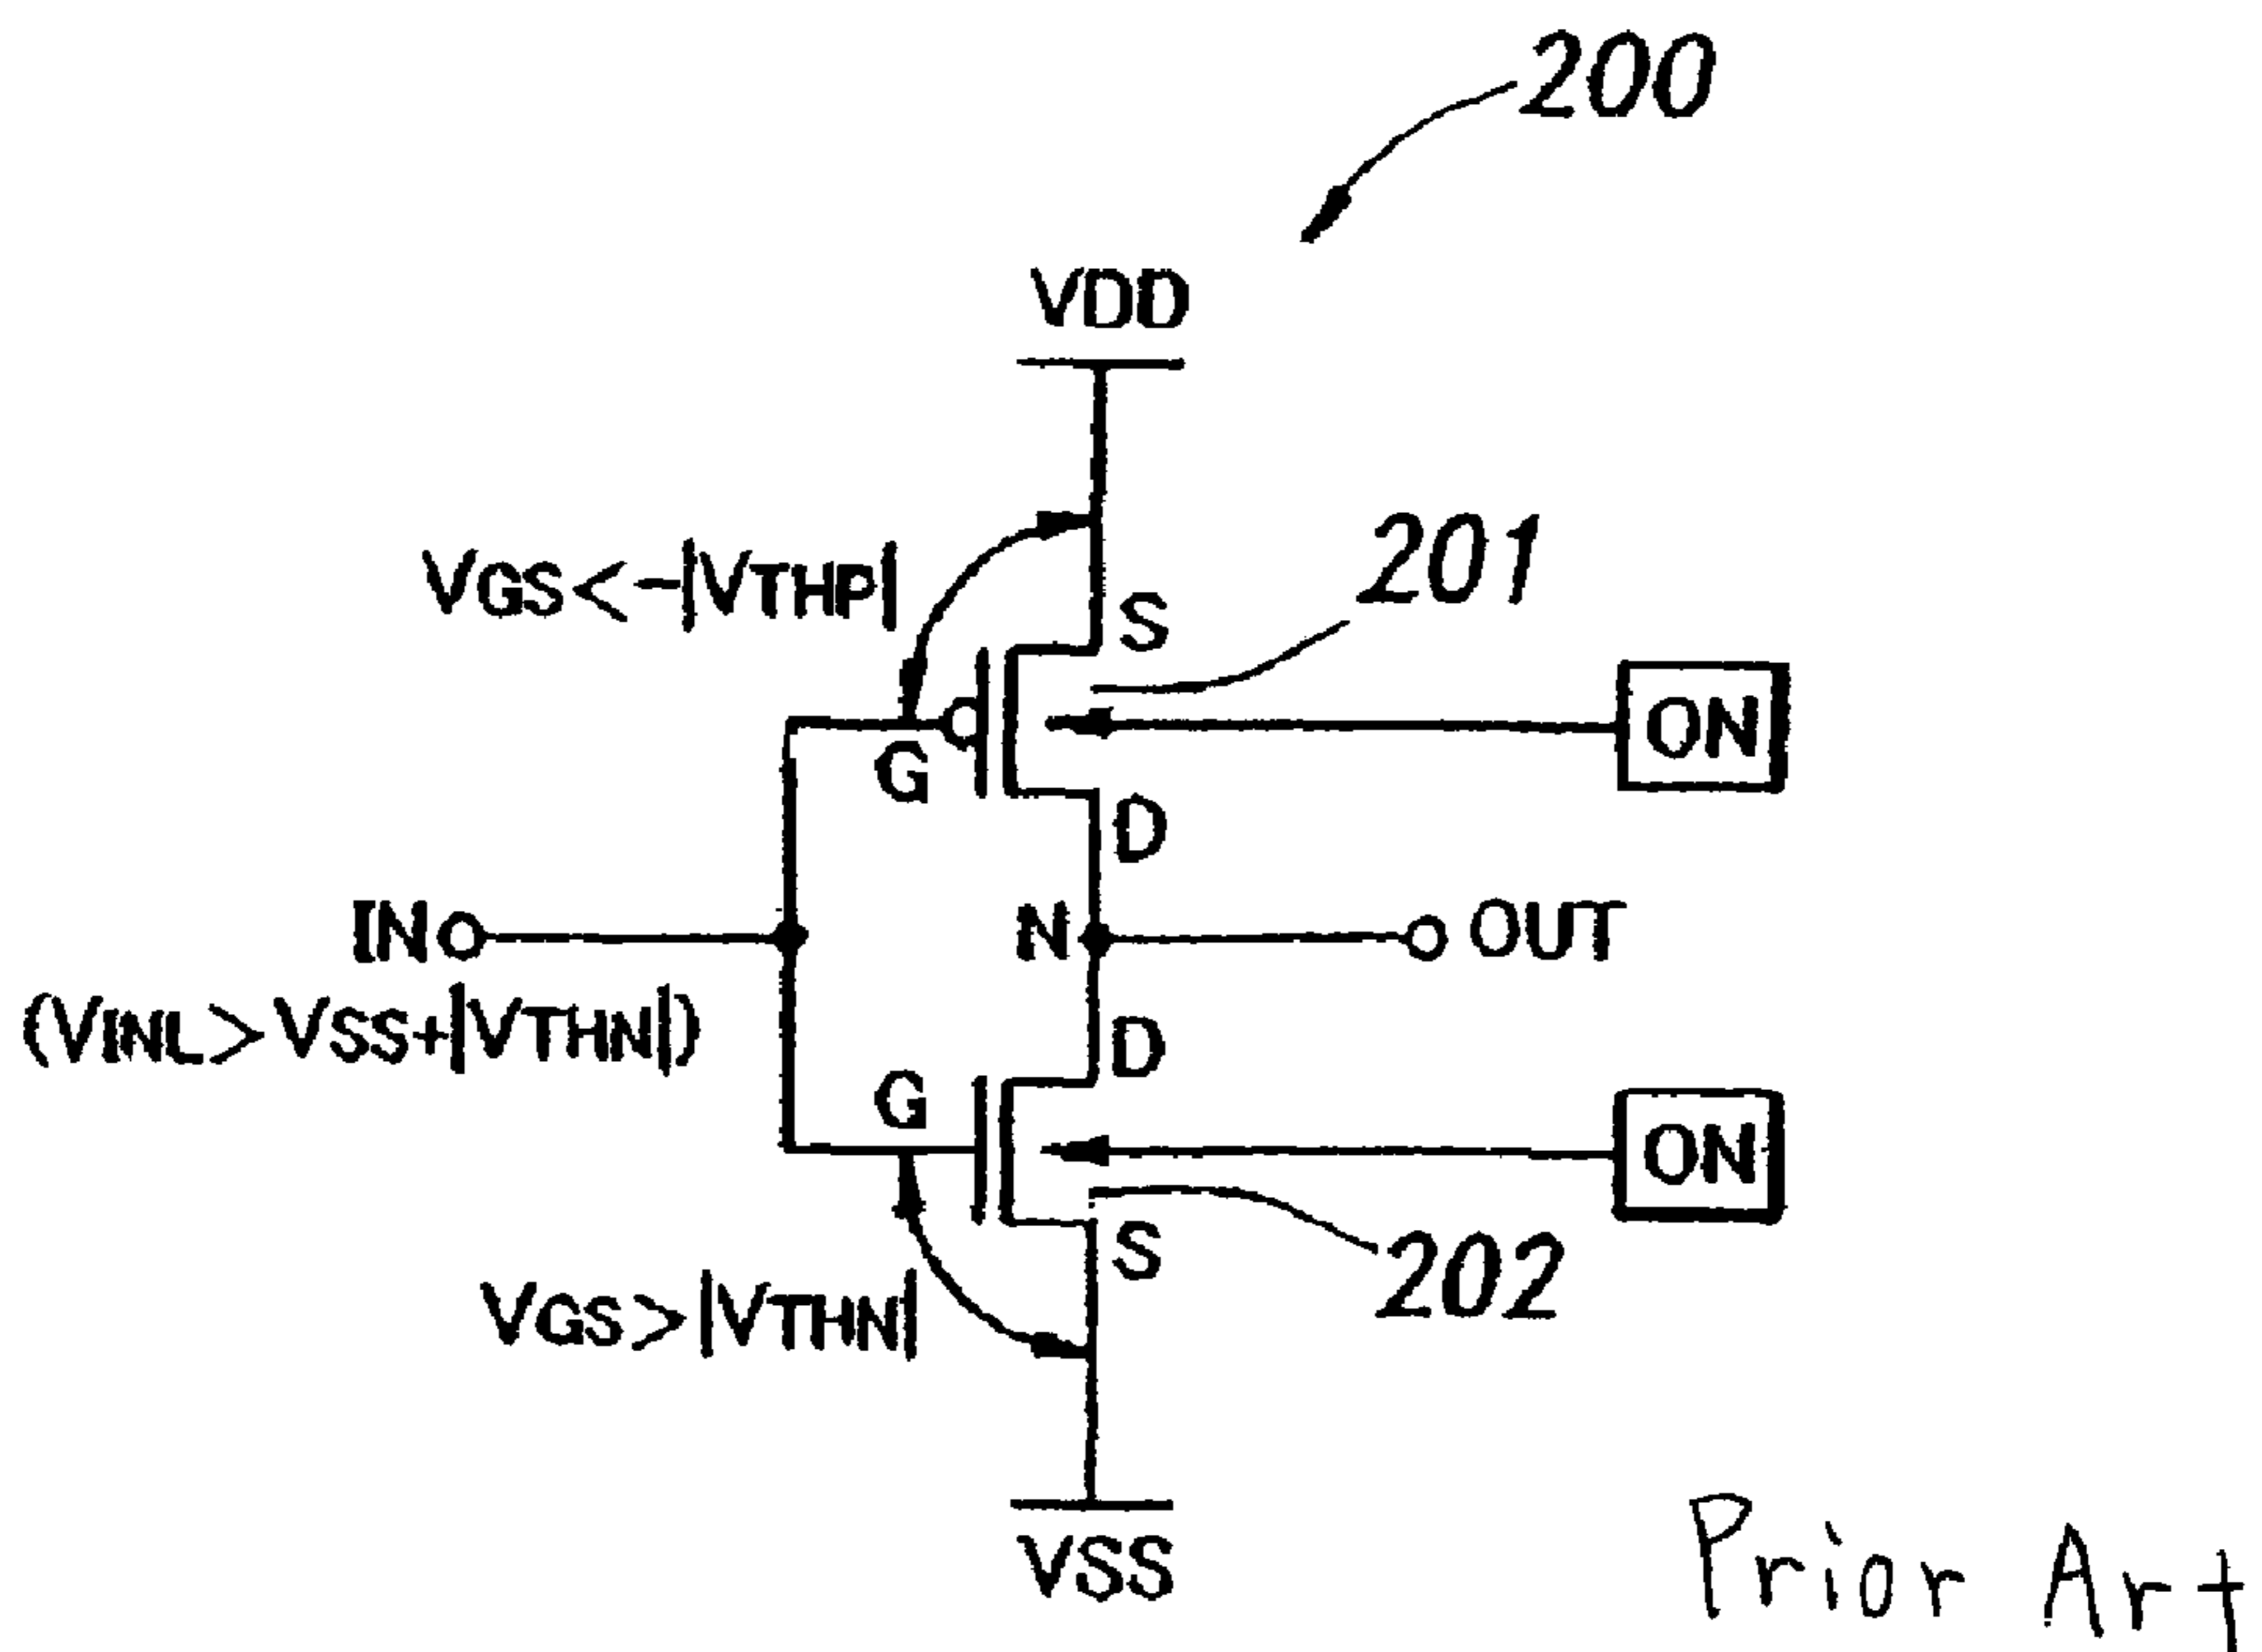 200
VDD
VGS<-|VTHP|
S
201
ON
G
D
IN
N
OUT
(VINL>VSS+|VTHN|)
D
G
ON
S
202
VGS>|VTHN|
VSS
Prior Art